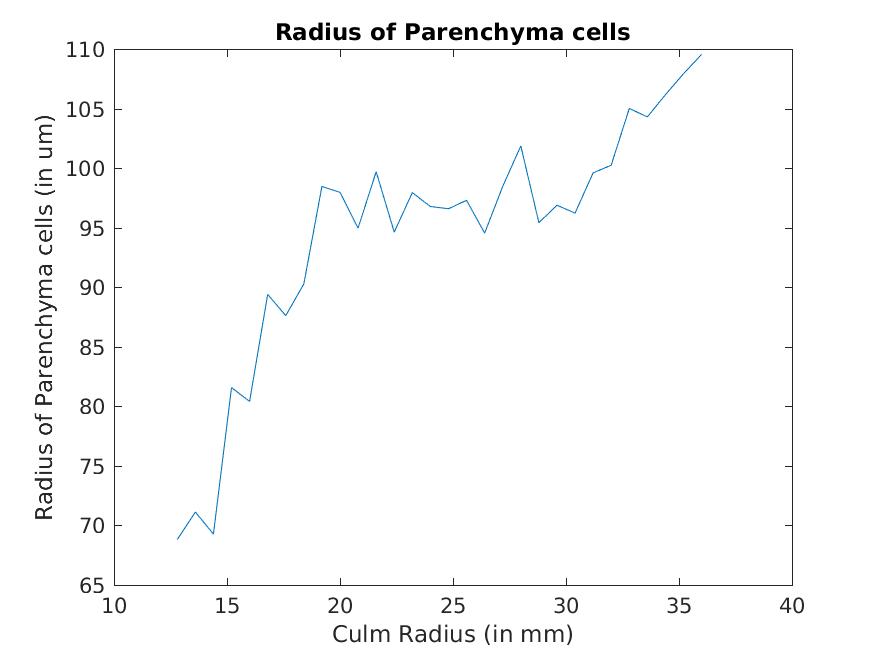 Radius of Parenchyma cells
110
105
100
95
90
85
80
75
70
65
Radius of Parenchyma cells (in um)
10 15 20 25 30 35 40
Culm Radius (in mm)